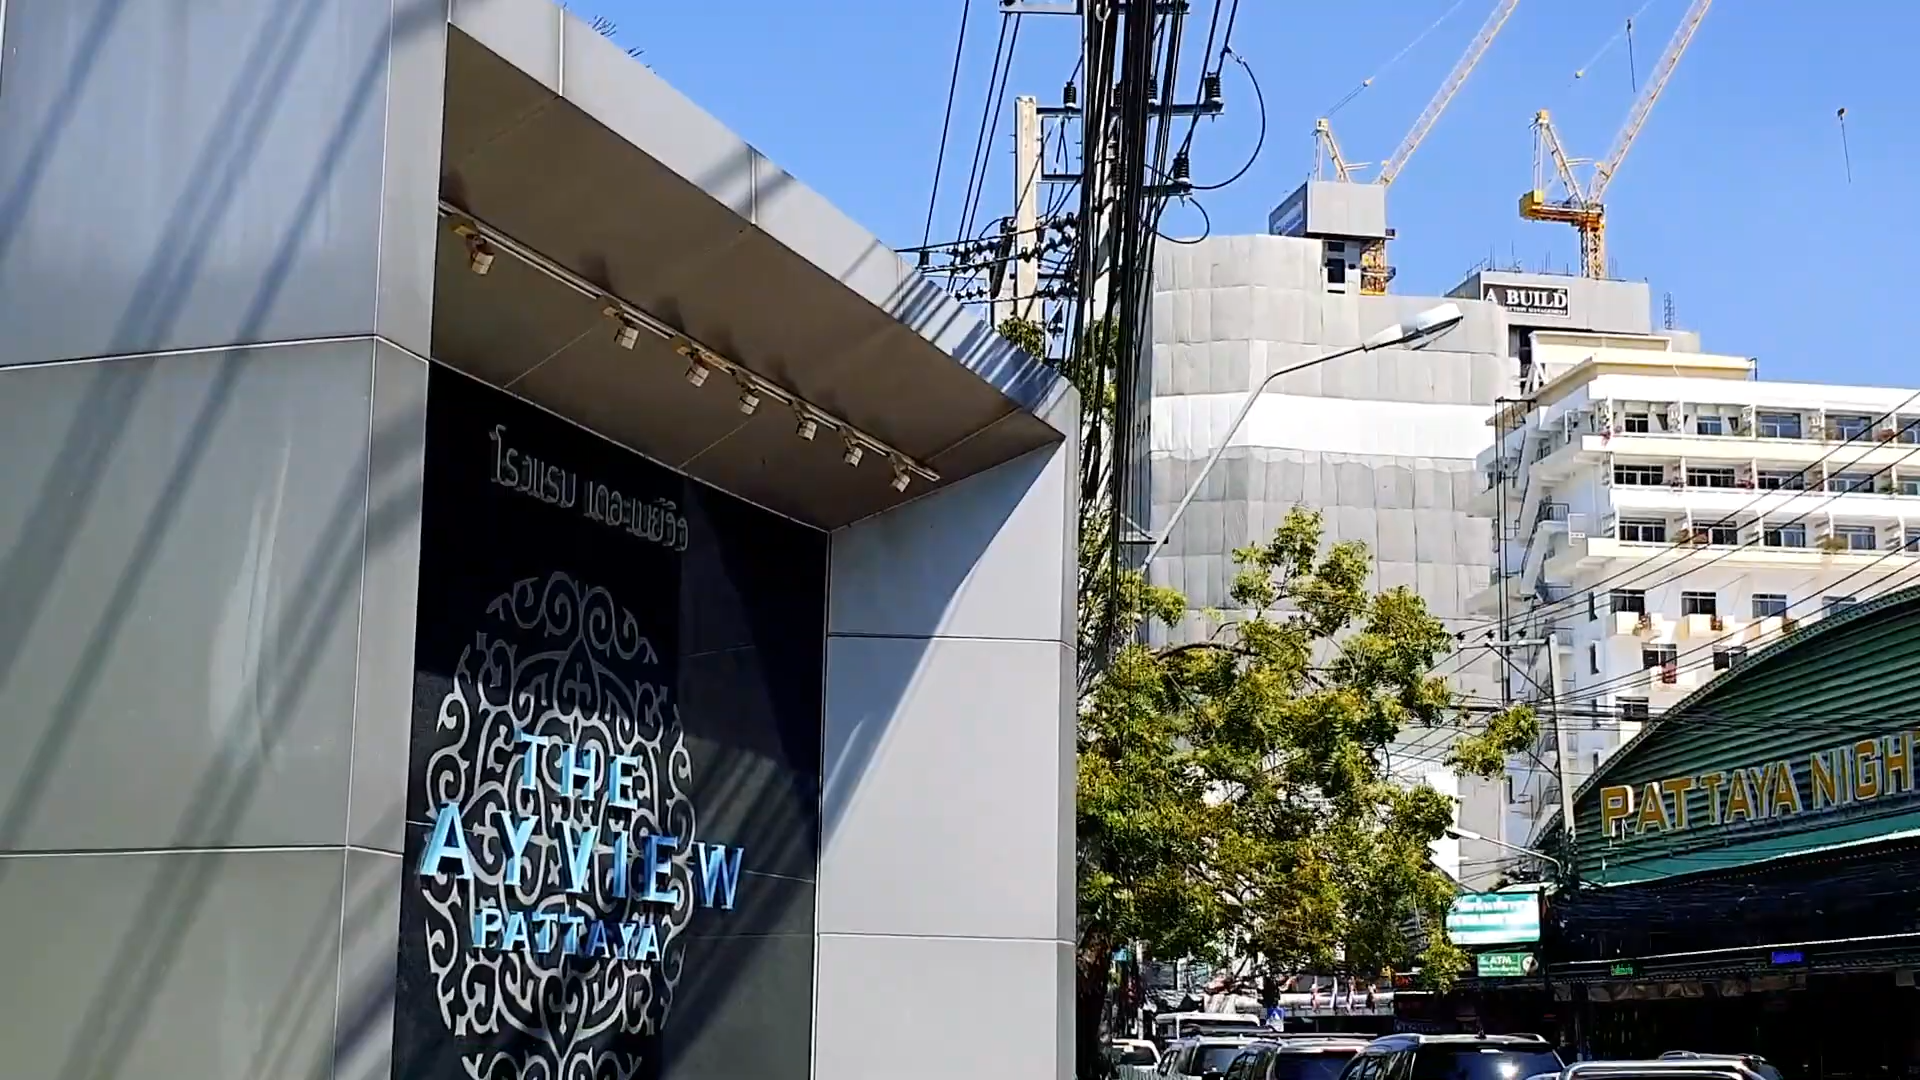 โรงแรม เดอะเบย์วิว
THE
AYVIEW
PATTAYA
A BUILD
PATTAYA NIGH
ATM